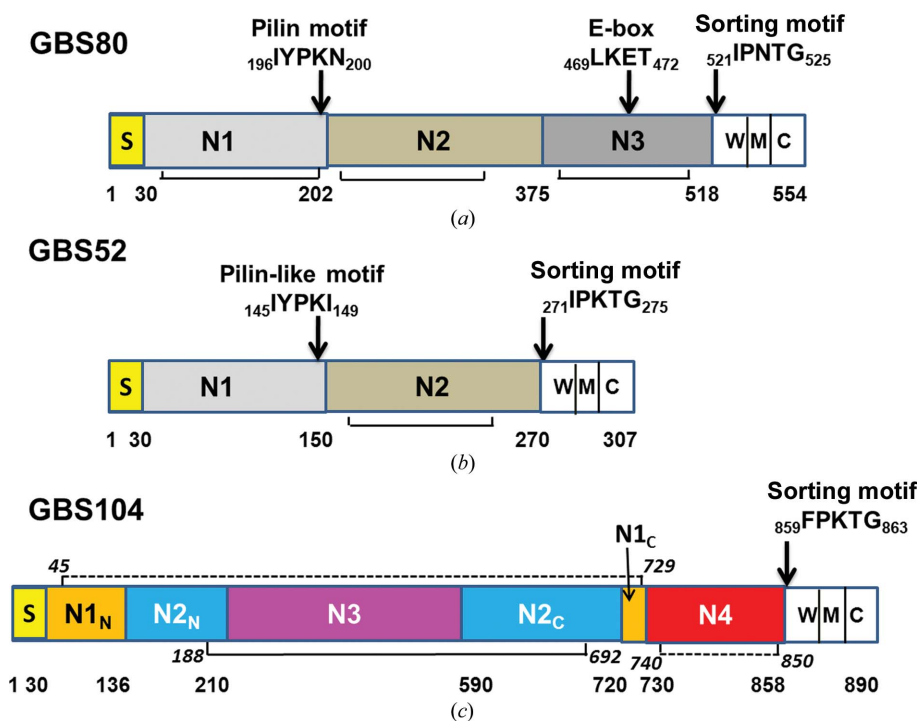 GBS80
Pilin motif
196IYPKN200
E-box
469LKET472
Sorting motif
521IPNTG525
S N1 N2 N3 W M C
1 30 202 375 518 554
(a)
GBS52
Pilin-like motif
145IYPKI149
Sorting motif
271IPKTG275
S N1 N2 W M C
1 30 150 270 307
(b)
GBS104
Sorting motif
859FPKTG863
N1C
45 729
S N1N N2N N3 N2C N4 W M C
188 692 740 850
1 30 136 210 590 720 730 858 890
(c)